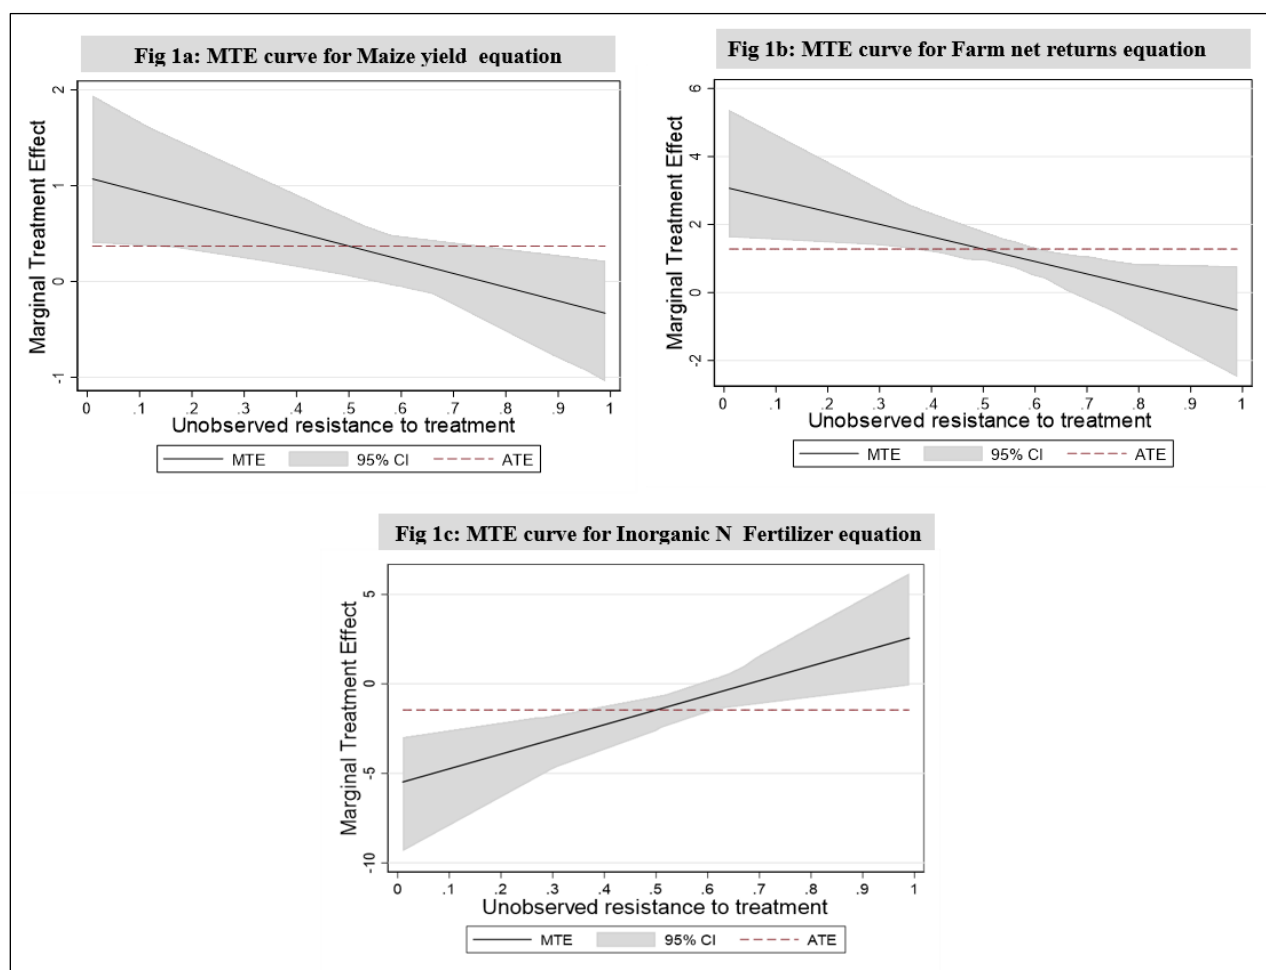 Fig 1a: MTE curve for Maize yield equation
Marginal Treatment Effect
2
1
0
-1
0 .1 .2 .3 .4 .5 .6 .7 .8 .9 1
Unobserved resistance to treatment
MTE 95% CI ATE
Fig 1b: MTE curve for Farm net returns equation
Marginal Treatment Effect
6
4
2
0
-2
0 .1 .2 .3 .4 .5 .6 .7 .8 .9 1
Unobserved resistance to treatment
MTE 95% CI ATE
Fig 1c: MTE curve for Inorganic N Fertilizer equation
Marginal Treatment Effect
5
0
-5
-10
0 .1 .2 .3 .4 .5 .6 .7 .8 .9 1
Unobserved resistance to treatment
MTE 95% CI ATE